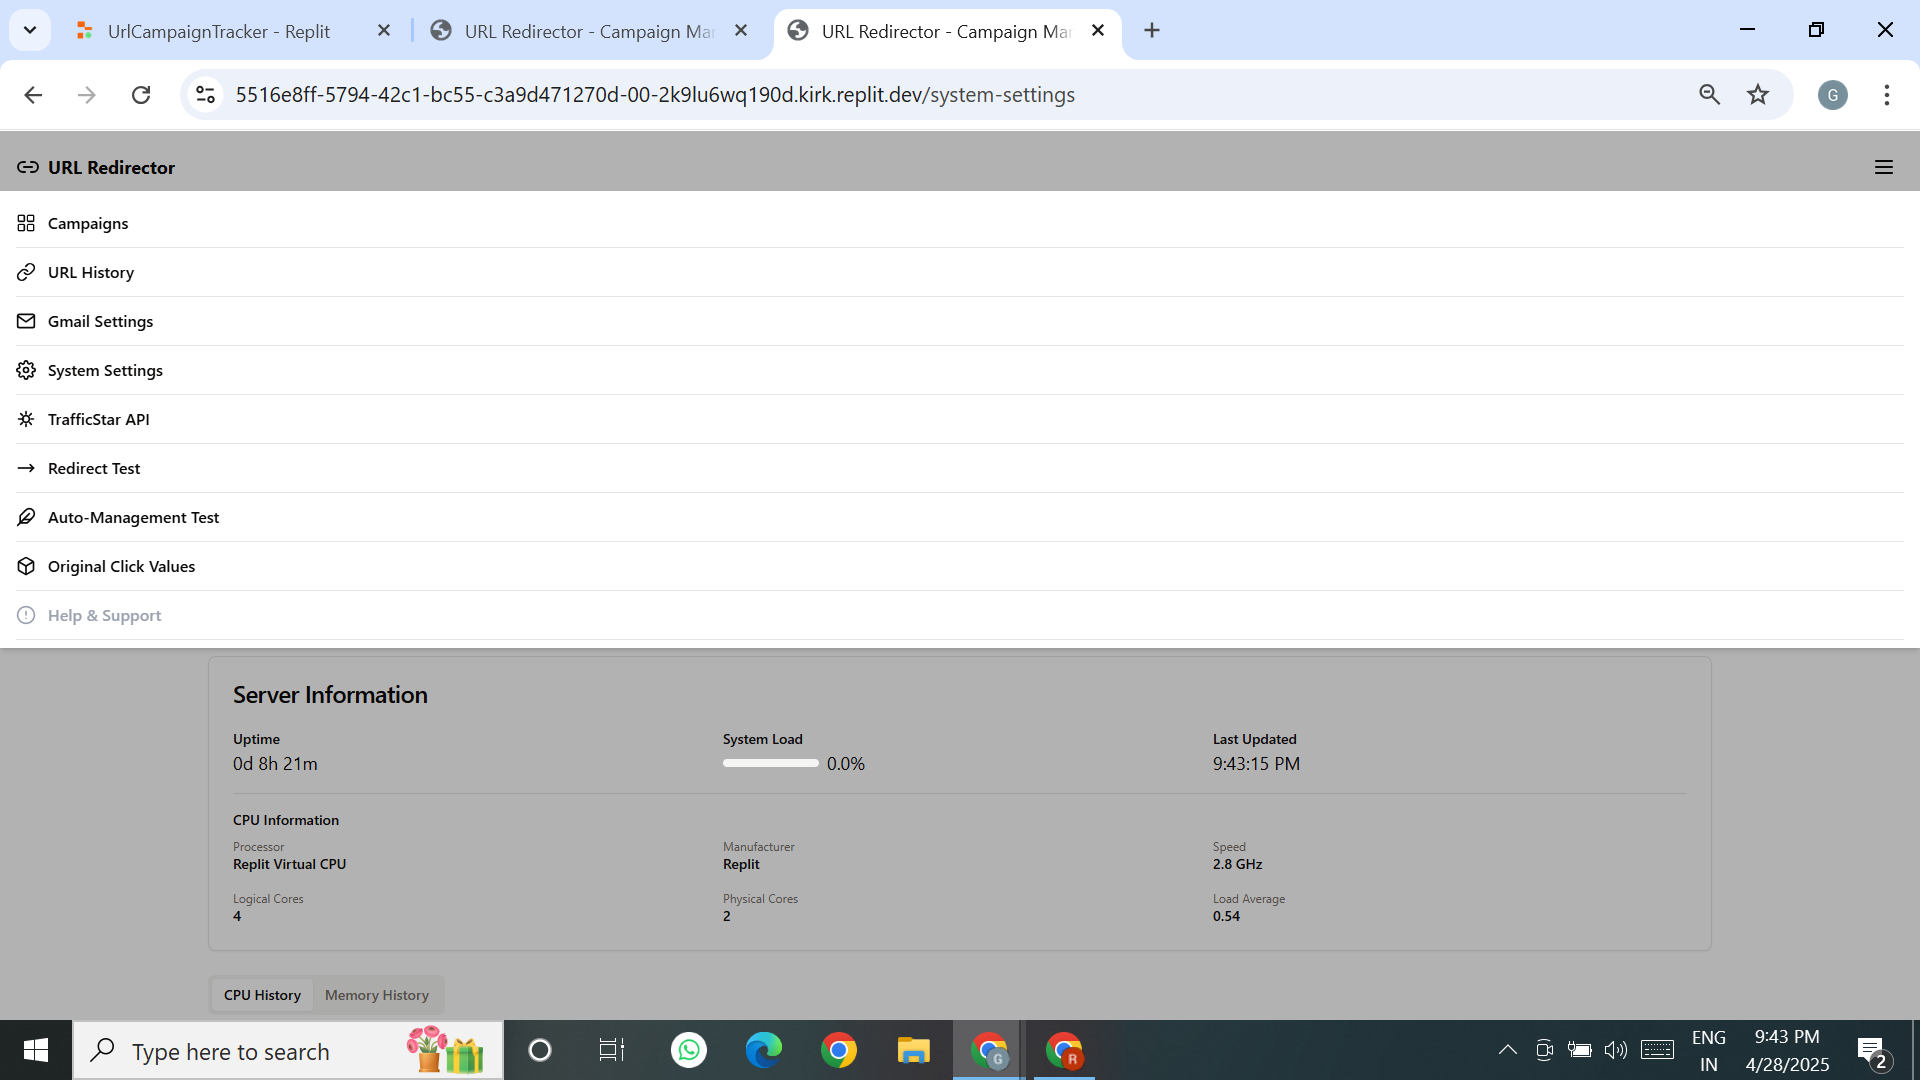 UrlCampaignTracker - Replit
URL Redirector - Campaign Ma
URL Redirector - Campaign Ma
5516e8ff-5794-42c1-bc55-c3a9d471270d-00-2k9lu6wq190d.kirk.replit.dev/system-settings
G
URL Redirector
Campaigns
URL History
Gmail Settings
System Settings
TrafficStar API
Redirect Test
Auto-Management Test
Original Click Values
Help & Support
Server Information
Uptime
System Load
Last Updated
0d 8h 21m
0.0%
9:43:15 PM
CPU Information
Processor
Manufacturer
Speed
Replit Virtual CPU
Replit
2.8 GHz
Logical Cores
Physical Cores
Load Average
4
2
0.54
CPU History
Memory History
Type here to search
G
R
ENG
IN
9:43 PM
4/28/2025
2